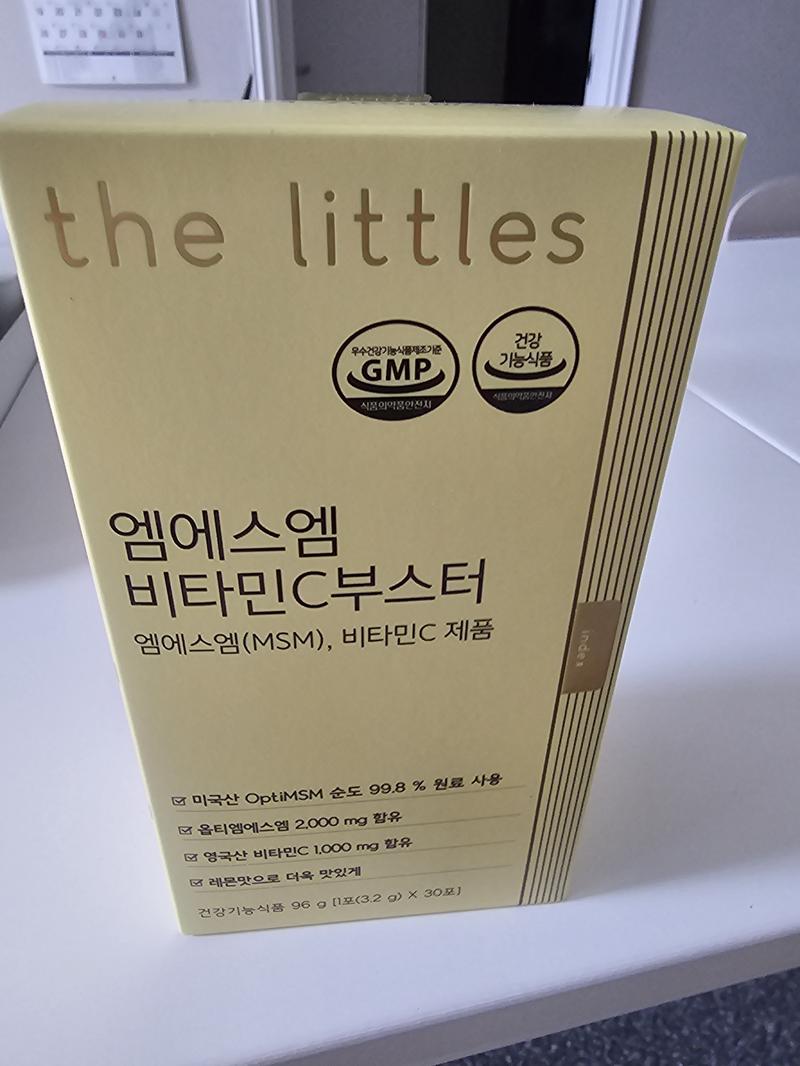 the littles
우수건강기능식품제조기준
GMP
식품의약품안전처
건강
기능식품
식품의약품안전처
엠에스엠
비타민C부스터
엠에스엠(MSM), 비타민C 제품
index
☑ 미국산 OptiMSM 순도 99.8 % 원료 사용
☑ 옵티엠에스엠 2,000 mg 함유
☑ 영국산 비타민C 1,000 mg 함유
☑ 레몬맛으로 더욱 맛있게
건강기능식품 96 g [1포(3.2 g) X 30포]